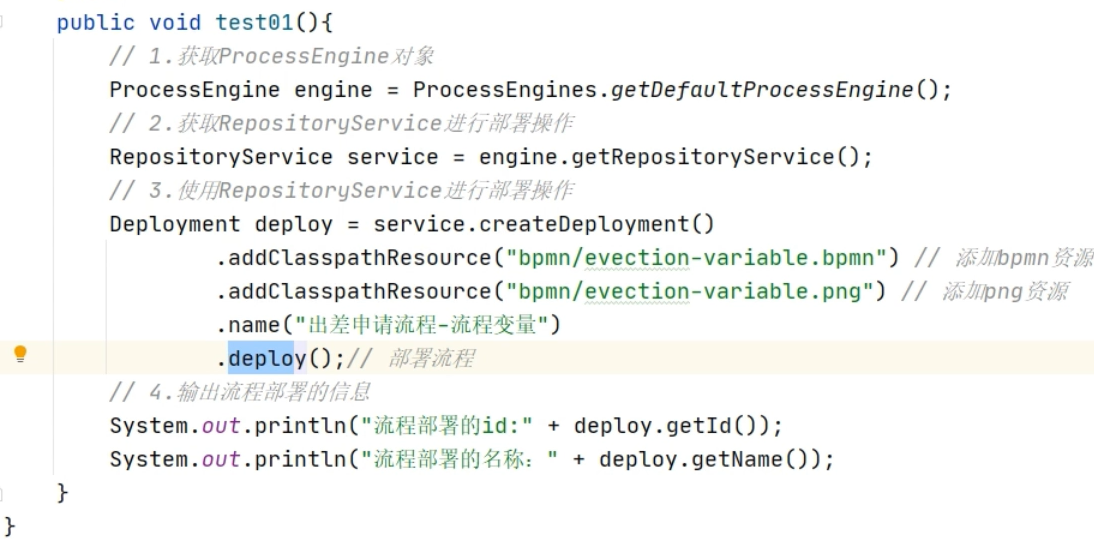 public void test01(){
// 1.获取ProcessEngine对象
ProcessEngine engine = ProcessEngines.getDefaultProcessEngine();
// 2.获取RepositoryService进行部署操作
RepositoryService service = engine.getRepositoryService();
// 3.使用RepositoryService进行部署操作
Deployment deploy = service.createDeployment()
.addClasspathResource("bpmn/evection-variable.bpmn") // 添加bpmn资源
.addClasspathResource("bpmn/evection-variable.png") // 添加png资源
.name("出差申请流程-流程变量")
.deploy();// 部署流程
// 4.输出流程部署的信息
System.out.println("流程部署的id:" + deploy.getId());
System.out.println("流程部署的名称：" + deploy.getName());
}
}